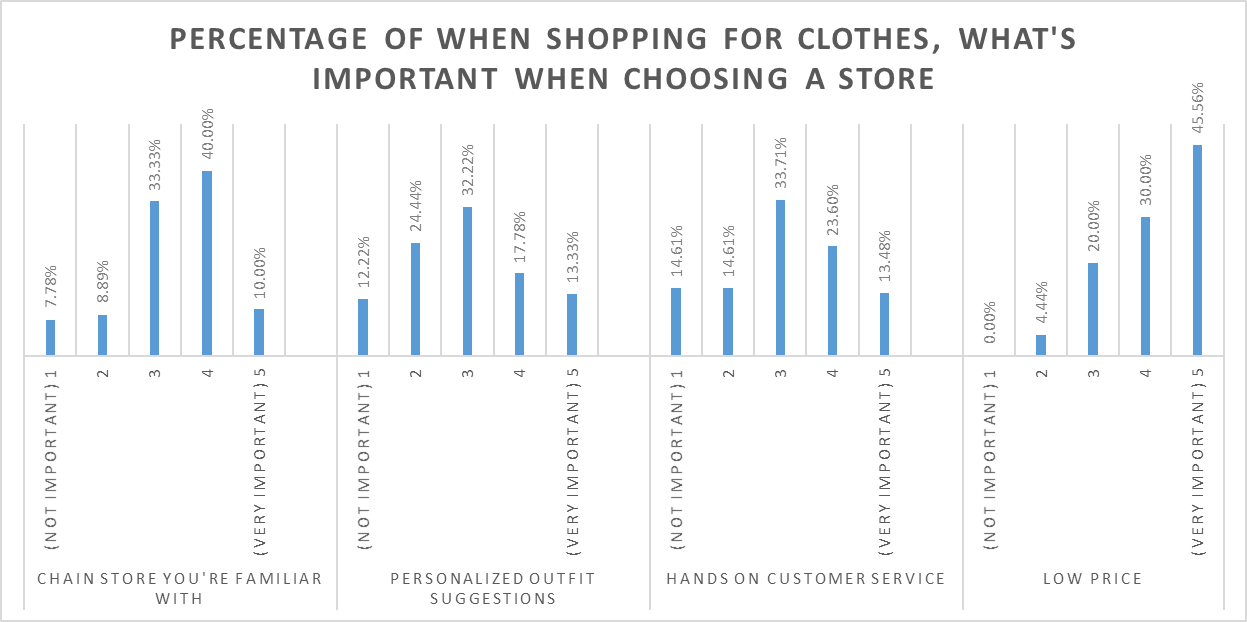 PERCENTAGE OF WHEN SHOPPING FOR CLOTHES, WHAT'S
IMPORTANT WHEN CHOOSING A STORE
7.78%
8.89%
33.33%
40.00%
10.00%
12.22%
24.44%
32.22%
17.78%
13.33%
14.61%
14.61%
33.71%
23.60%
13.48%
0.00%
4.44%
20.00%
30.00%
45.56%
(NOT IMPORTANT) 1
2
3
4
(VERY IMPORTANT) 5
(NOT IMPORTANT) 1
2
3
4
(VERY IMPORTANT) 5
(NOT IMPORTANT) 1
2
3
4
(VERY IMPORTANT) 5
(NOT IMPORTANT) 1
2
3
4
(VERY IMPORTANT) 5
CHAIN STORE YOU'RE FAMILIAR
WITH
PERSONALIZED OUTFIT
SUGGESTIONS
HANDS ON CUSTOMER SERVICE
LOW PRICE